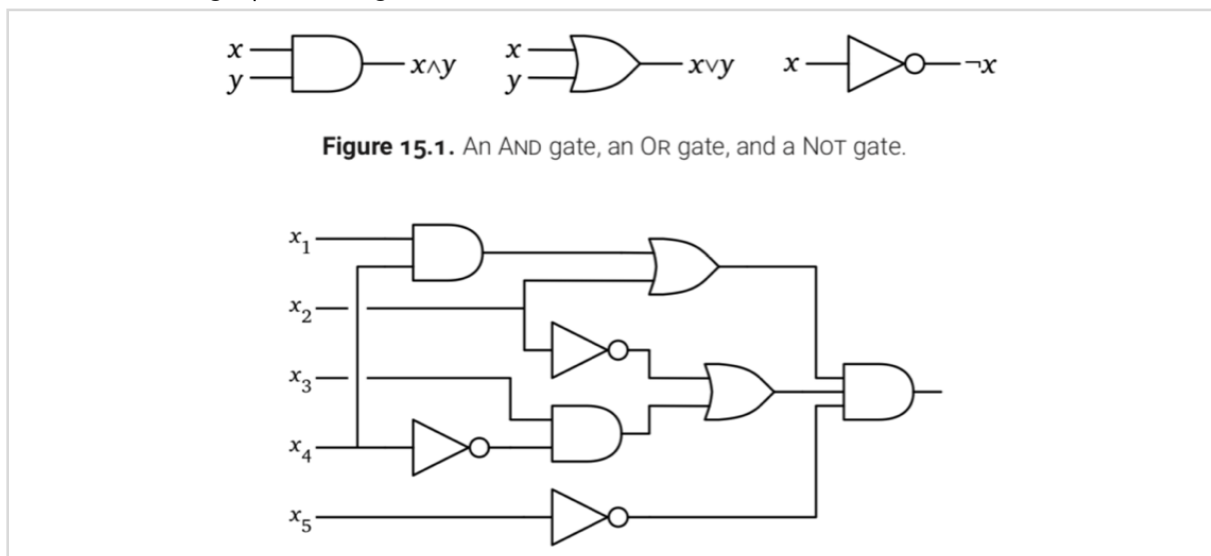 x x x
y x∧y y x∨y ¬x
Figure 15.1. An AND gate, an OR gate, and a NOT gate.
x₁
x₂
x₃
x₄
x₅